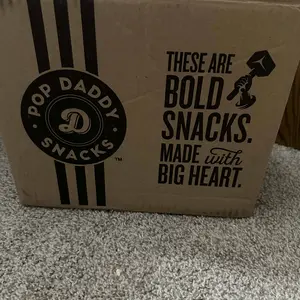 POP DADDY
D
SNACKS
TM
THESE ARE
BOLD
SNACKS.
MADE with
BIG HEART.